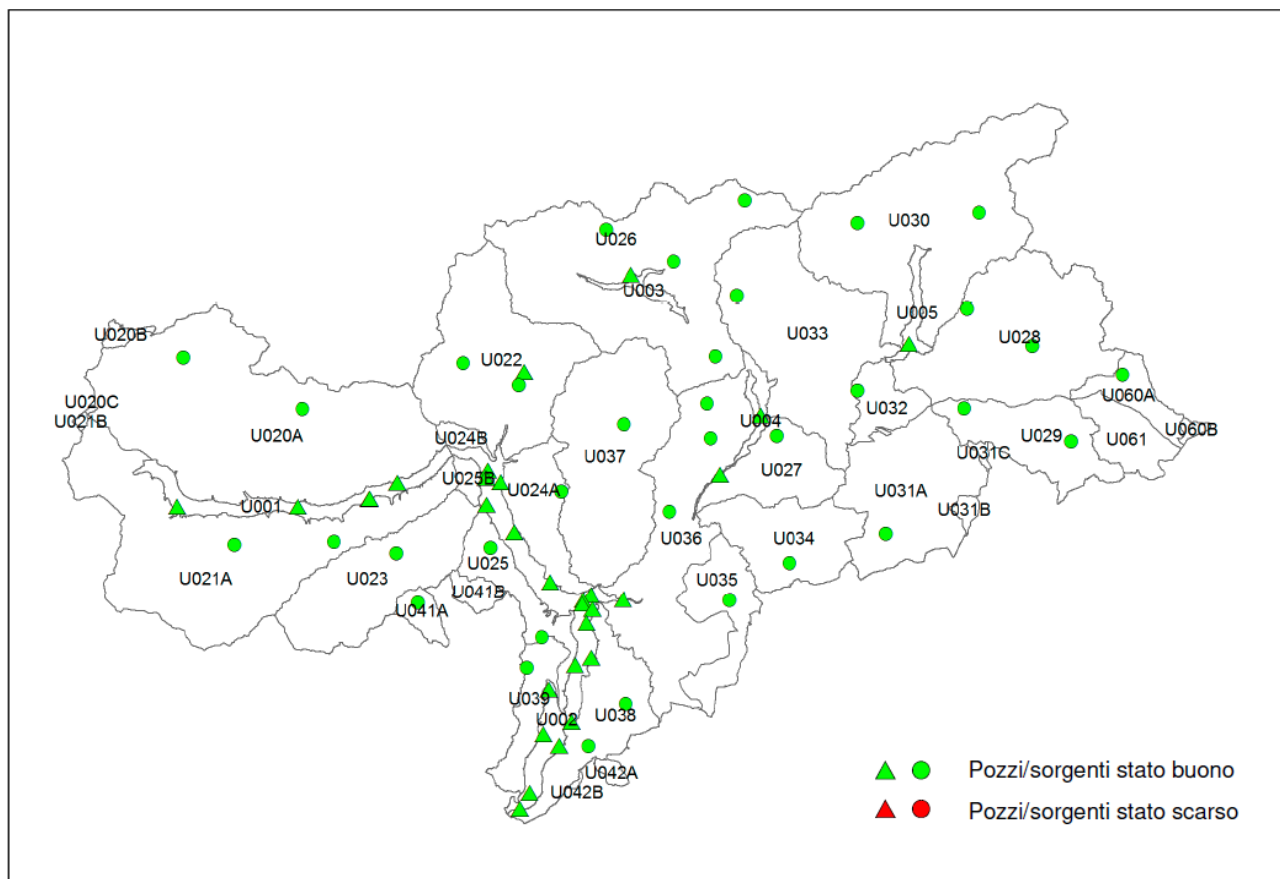 U030
U026
U003
U005
U033
U028
U020B
U022
U060A
U020C
U021B
U032
U004
U060B
U020A
U024B
U037
U029
U061
U031C
U027
U025B
U024A
U031A
U001
U031B
U036
U034
U025
U021A
U023
U035
U041B
U041A
U039
U038
U002
U042A
U042B
Pozzi/sorgenti stato buono
Pozzi/sorgenti stato scarso